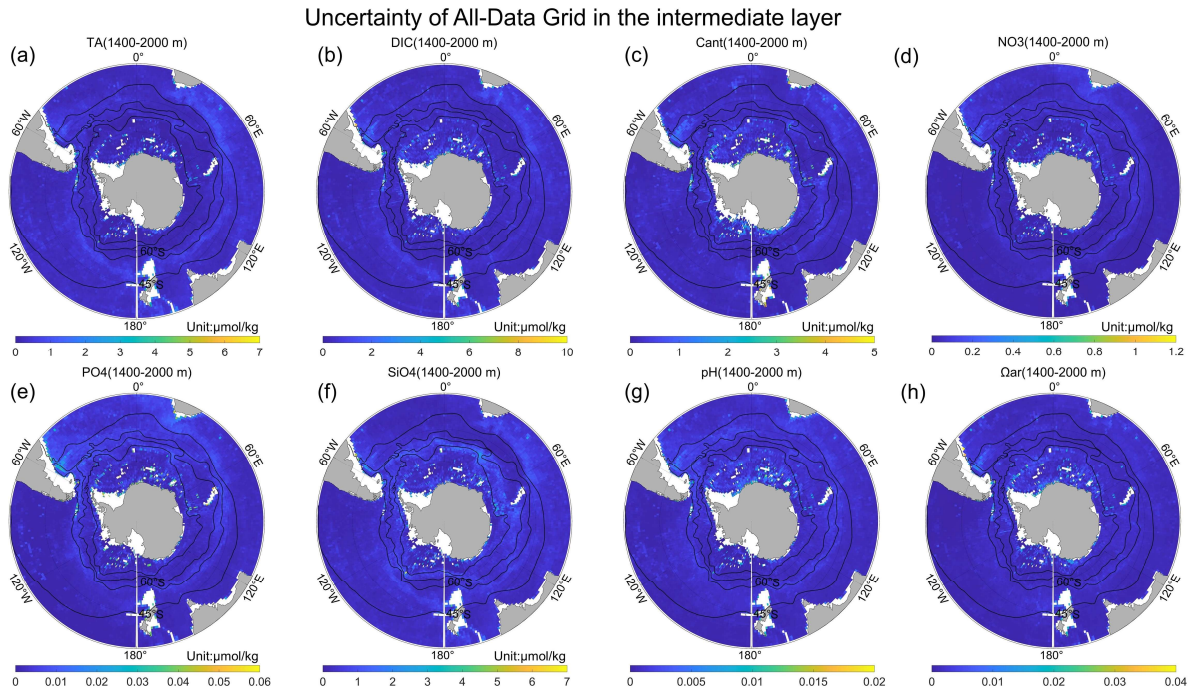 Uncertainty of All-Data Grid in the intermediate layer
(a)
TA(1400-2000 m)
0°
60°W
60°E
120°W
120°E
60°S
45°S
180°
Unit:μmol/kg
0 1 2 3 4 5 6 7
(b)
DIC(1400-2000 m)
0°
60°W
60°E
120°W
120°E
60°S
45°S
180°
Unit:μmol/kg
0 2 4 6 8 10
(c)
Cant(1400-2000 m)
0°
60°W
60°E
120°W
120°E
60°S
45°S
180°
Unit:μmol/kg
0 1 2 3 4 5
(d)
NO3(1400-2000 m)
0°
60°W
60°E
120°W
120°E
60°S
45°S
180°
Unit:μmol/kg
0 0.2 0.4 0.6 0.8 1 1.2
(e)
PO4(1400-2000 m)
0°
60°W
60°E
120°W
120°E
60°S
45°S
180°
Unit:μmol/kg
0 0.01 0.02 0.03 0.04 0.05 0.06
(f)
SiO4(1400-2000 m)
0°
60°W
60°E
120°W
120°E
60°S
45°S
180°
Unit:μmol/kg
0 1 2 3 4 5 6 7
(g)
pH(1400-2000 m)
0°
60°W
60°E
120°W
120°E
60°S
45°S
180°
0 0.005 0.01 0.015 0.02
(h)
Ωar(1400-2000 m)
0°
60°W
60°E
120°W
120°E
60°S
45°S
180°
0 0.01 0.02 0.03 0.04